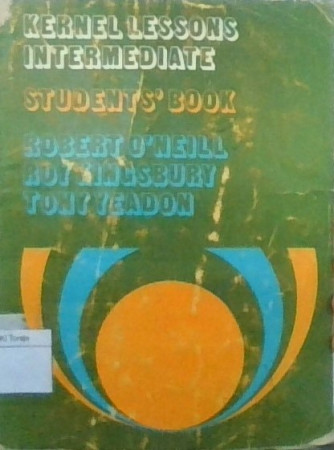 KERNEL LESSONS
INTERMEDIATE
STUDENTS' BOOK
ROBERT O'NEILL
ROY KINGSBURY
TONY YEADON